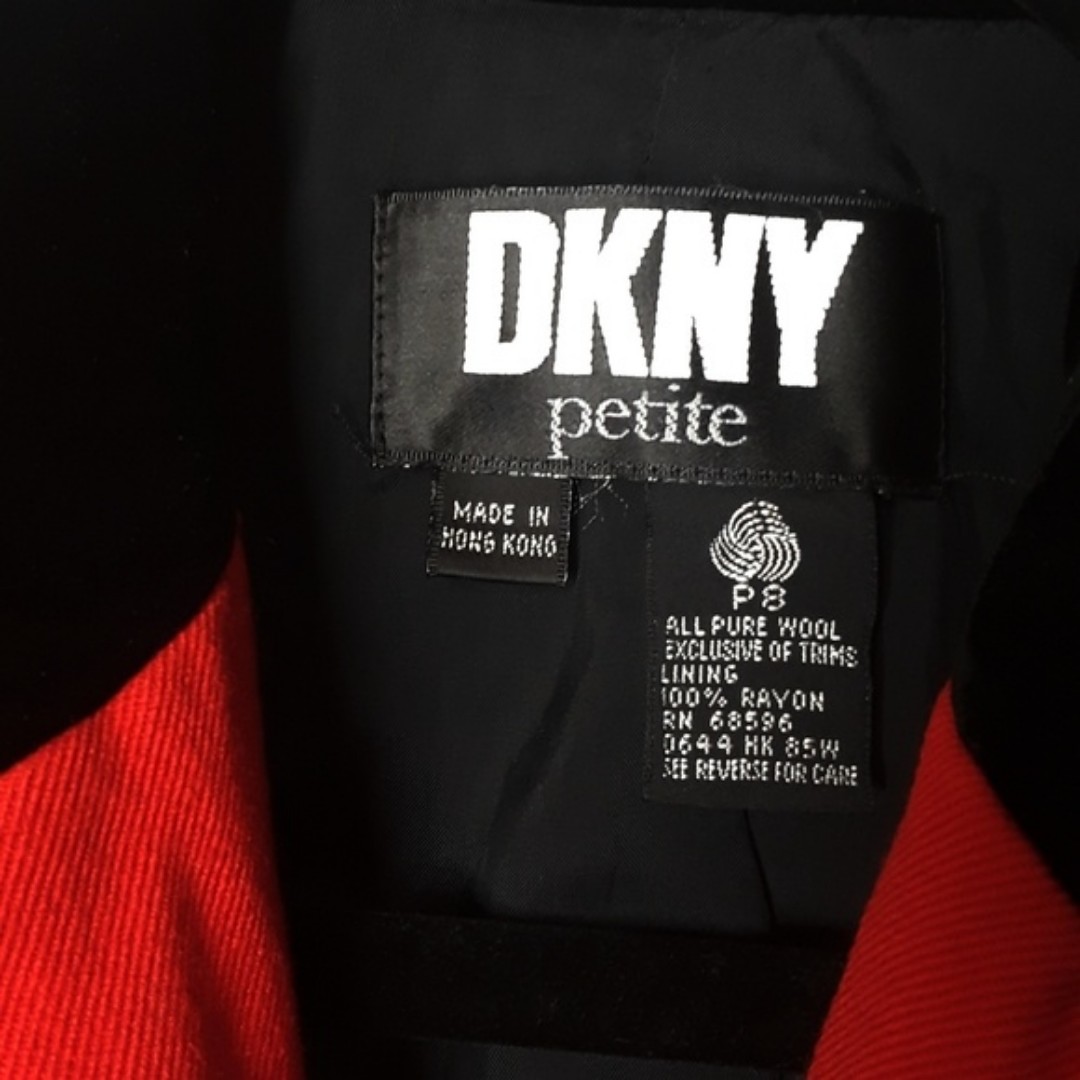 DKNY
petite
MADE IN
HONG KONG
P8
ALL PURE WOOL
EXCLUSIVE OF TRIMS
LINING
100% RAYON
RN 68596
0644 HK 85W
SEE REVERSE FOR CARE